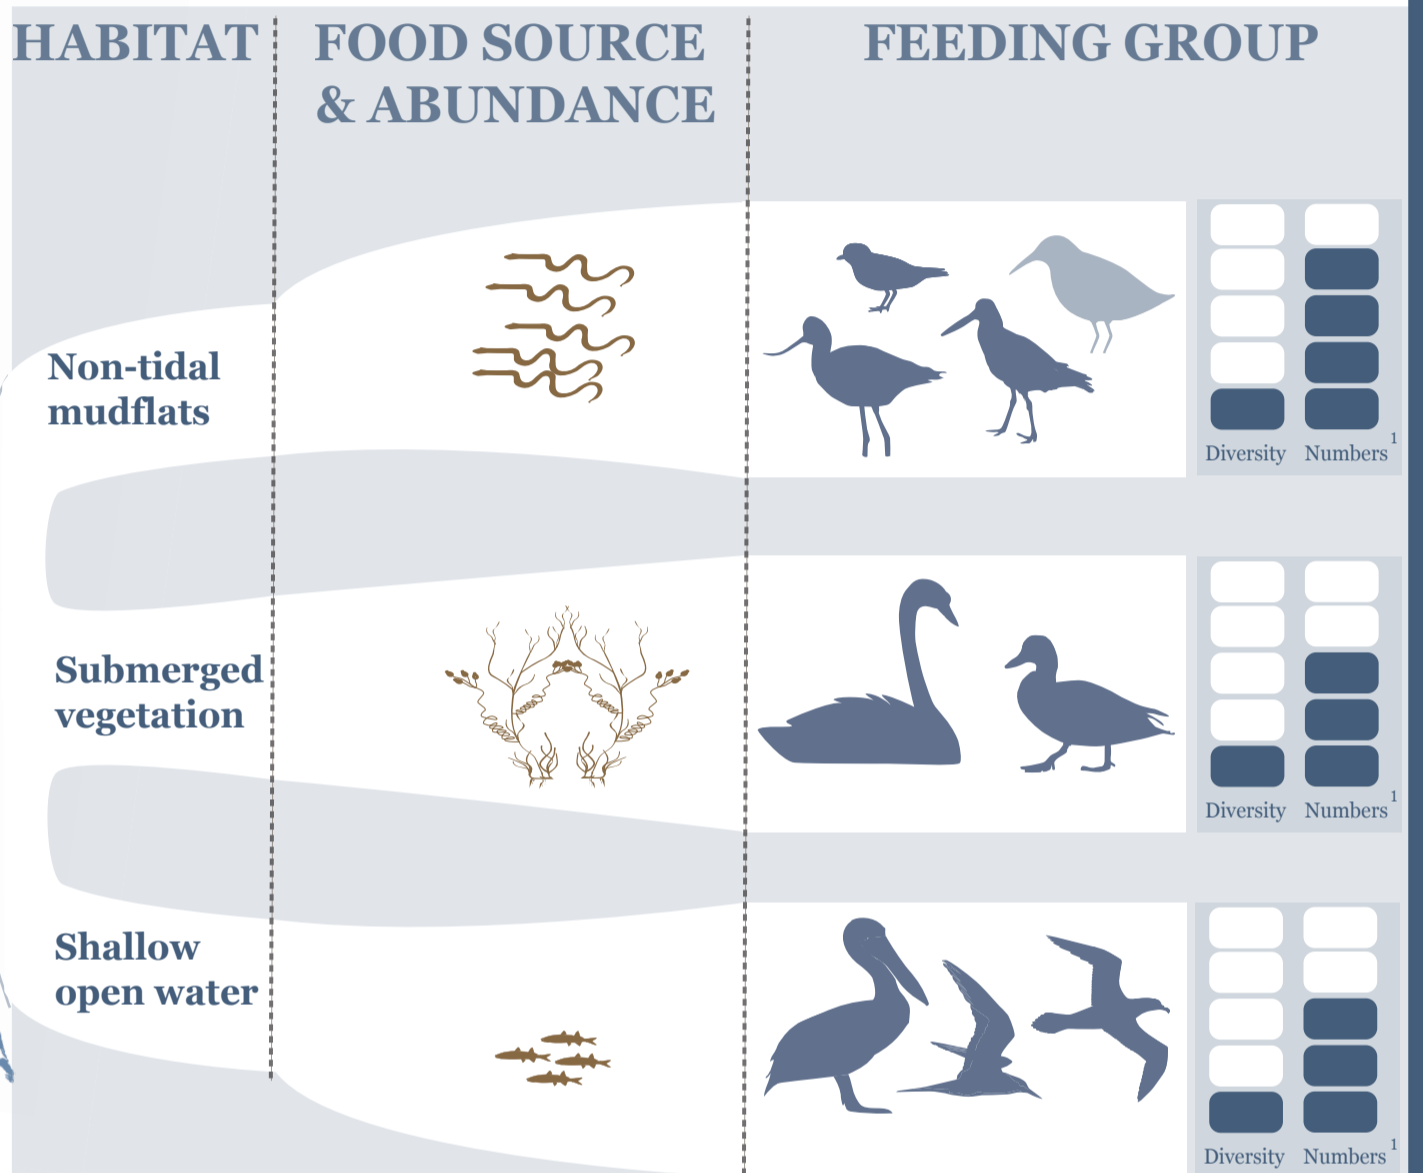 HABITAT
FOOD SOURCE
& ABUNDANCE
FEEDING GROUP
Non-tidal
mudflats
Diversity Numbers 1
Submerged
vegetation
Diversity Numbers 1
Shallow
open water
Diversity Numbers 1